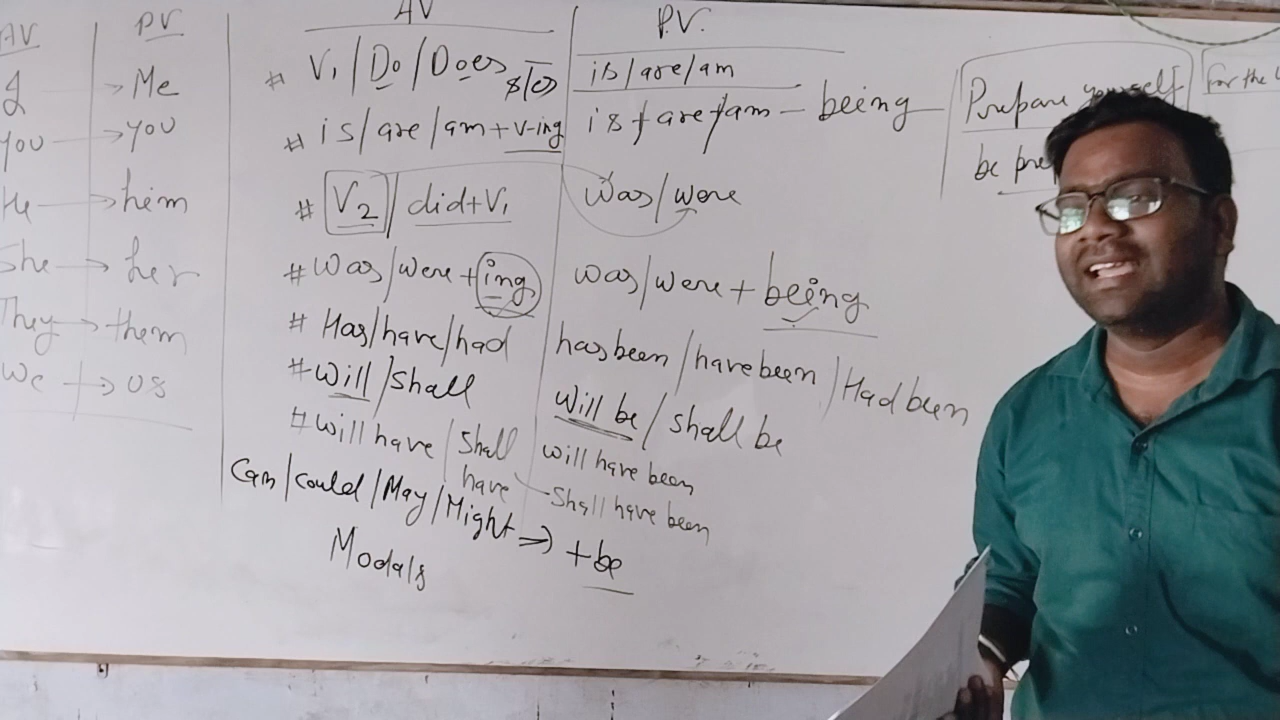 AV PV
I → Me
you → you
He → him
She → her
They → them
We → us
AV P.V.
# V1 / Do / Does s/es is/are/am
# is/are/am + v-ing is/are/am - being
# V2 / did+V1 was/were
# was/were + ing was/were + being
# Has/have/had has been / have been / Had been
# will/shall will be / shall be
# will have / shall have will have been
shall have been
Can/could/May/Might ⇒ + be
Modals
Prepare yourself
be pre
For the